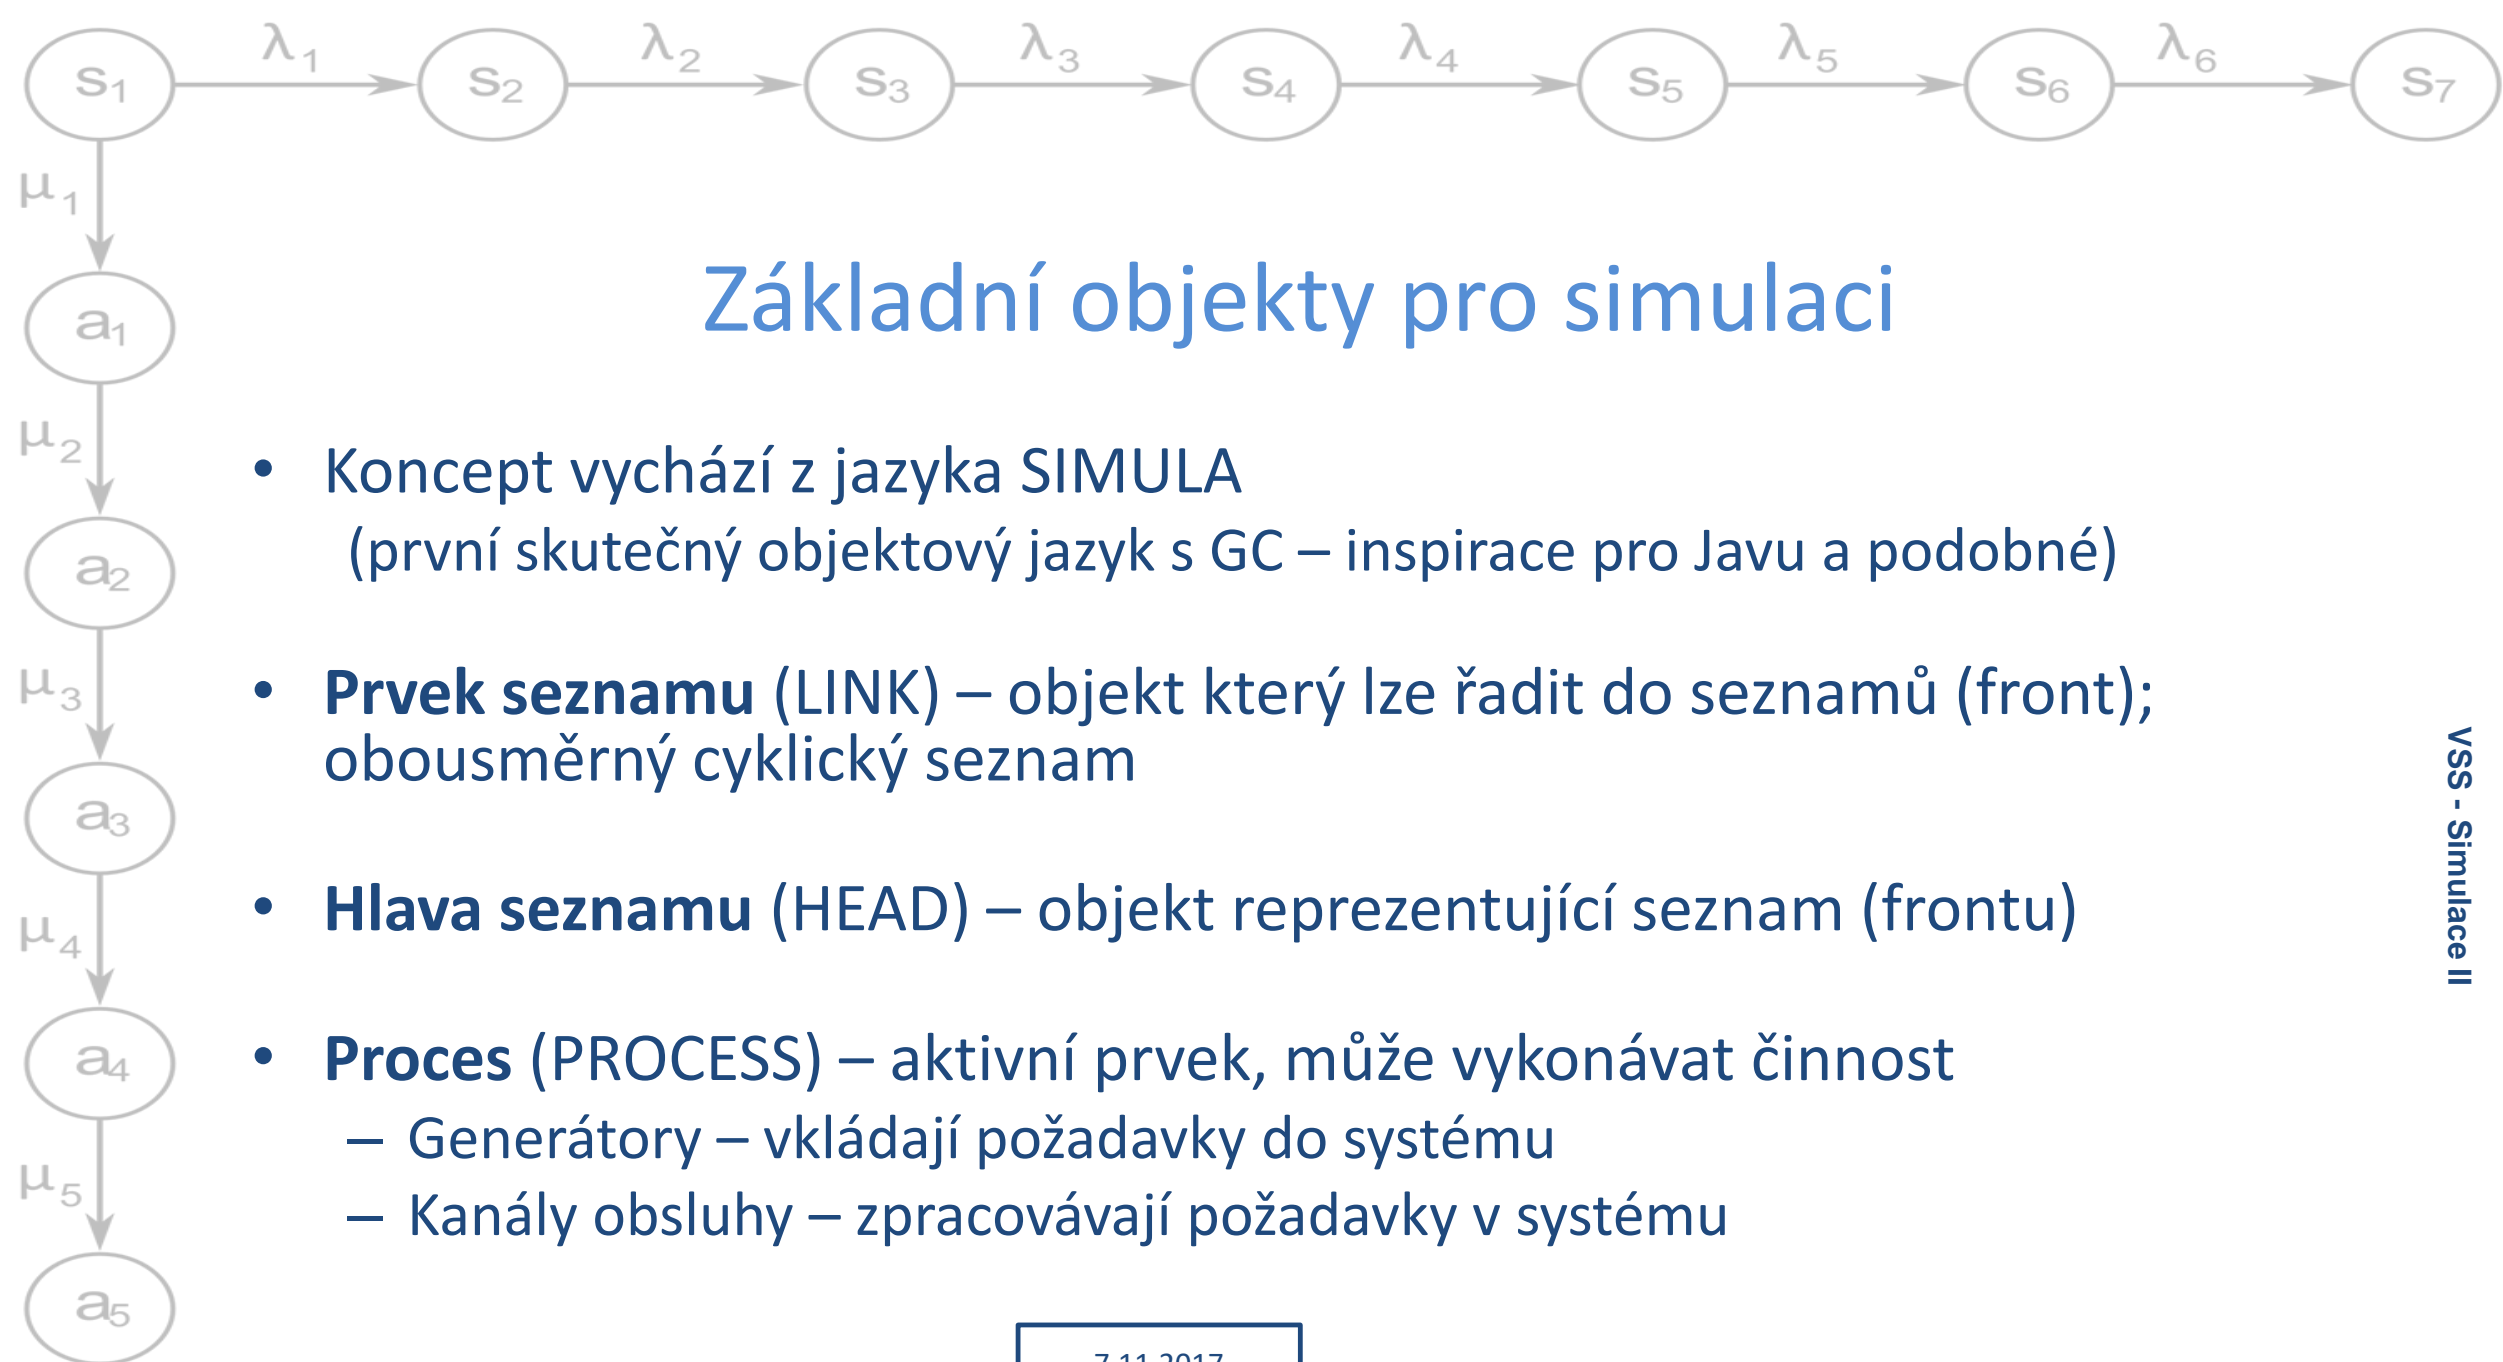 s1 λ1 s2 λ2 s3 λ3 s4 λ4 s5 λ5 s6 λ6 s7
μ1
a1
μ2
a2
μ3
a3
μ4
a4
μ5
a5
Základní objekty pro simulaci
• Koncept vychází z jazyka SIMULA
(první skutečný objektový jazyk s GC – inspirace pro Javu a podobné)
• Prvek seznamu (LINK) – objekt který lze řadit do seznamů (front);
obousměrný cyklický seznam
• Hlava seznamu (HEAD) – objekt reprezentující seznam (frontu)
• Proces (PROCESS) – aktivní prvek, může vykonávat činnost
– Generátory – vkládají požadavky do systému
– Kanály obsluhy – zpracovávají požadavky v systému
VSS - Simulace II
7.11.2017